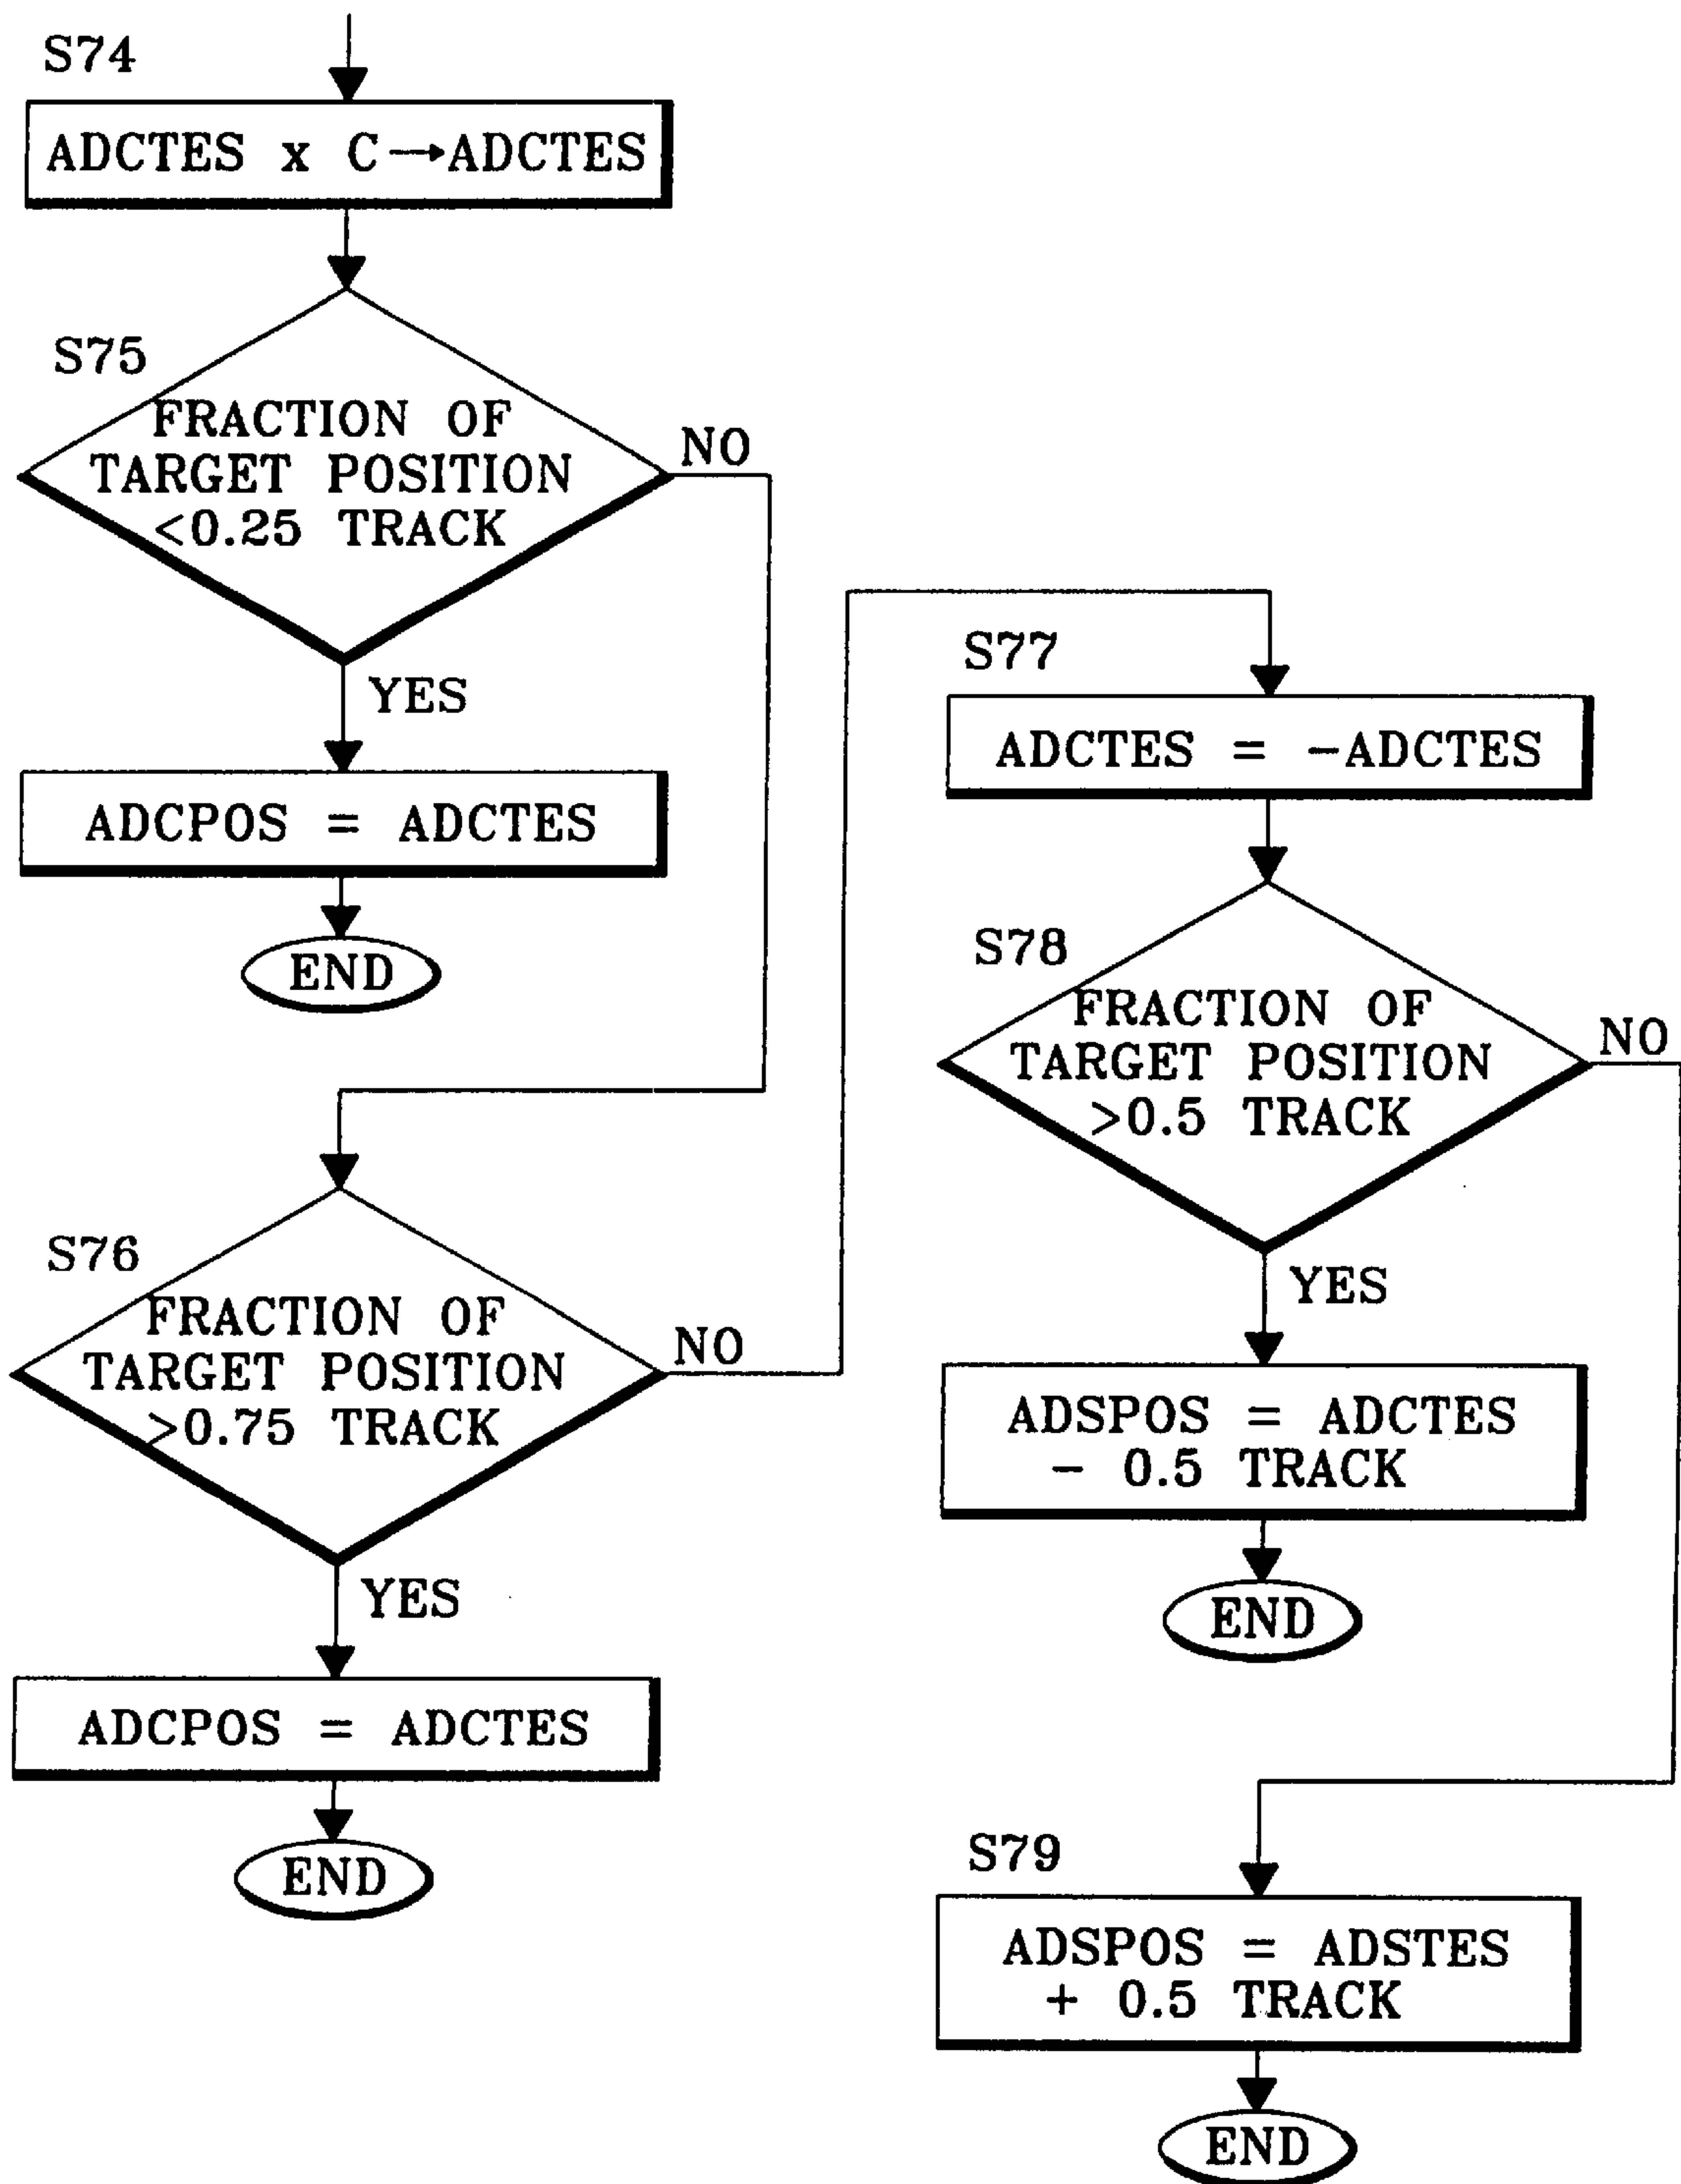 S74
ADCTES x C→ADCTES
S75
FRACTION OF
TARGET POSITION
<0.25 TRACK
NO
YES
ADCPOS = ADCTES
END
S76
FRACTION OF
TARGET POSITION
>0.75 TRACK
NO
YES
ADCPOS = ADCTES
END
S77
ADCTES = -ADCTES
S78
FRACTION OF
TARGET POSITION
>0.5 TRACK
NO
YES
ADSPOS = ADCTES
- 0.5 TRACK
END
S79
ADSPOS = ADSTES
+ 0.5 TRACK
END